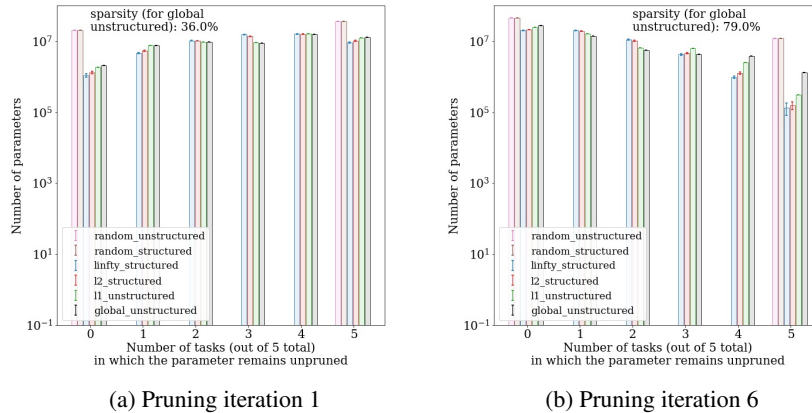 sparsity (for global
unstructured): 36.0%
Number of parameters
10^7
10^5
10^3
10^1
10^-1
random_unstructured
random_structured
linfty_structured
l2_structured
l1_unstructured
global_unstructured
0 1 2 3 4 5
Number of tasks (out of 5 total)
in which the parameter remains unpruned
(a) Pruning iteration 1
sparsity (for global
unstructured): 79.0%
Number of parameters
10^7
10^5
10^3
10^1
10^-1
random_unstructured
random_structured
linfty_structured
l2_structured
l1_unstructured
global_unstructured
0 1 2 3 4 5
Number of tasks (out of 5 total)
in which the parameter remains unpruned
(b) Pruning iteration 6